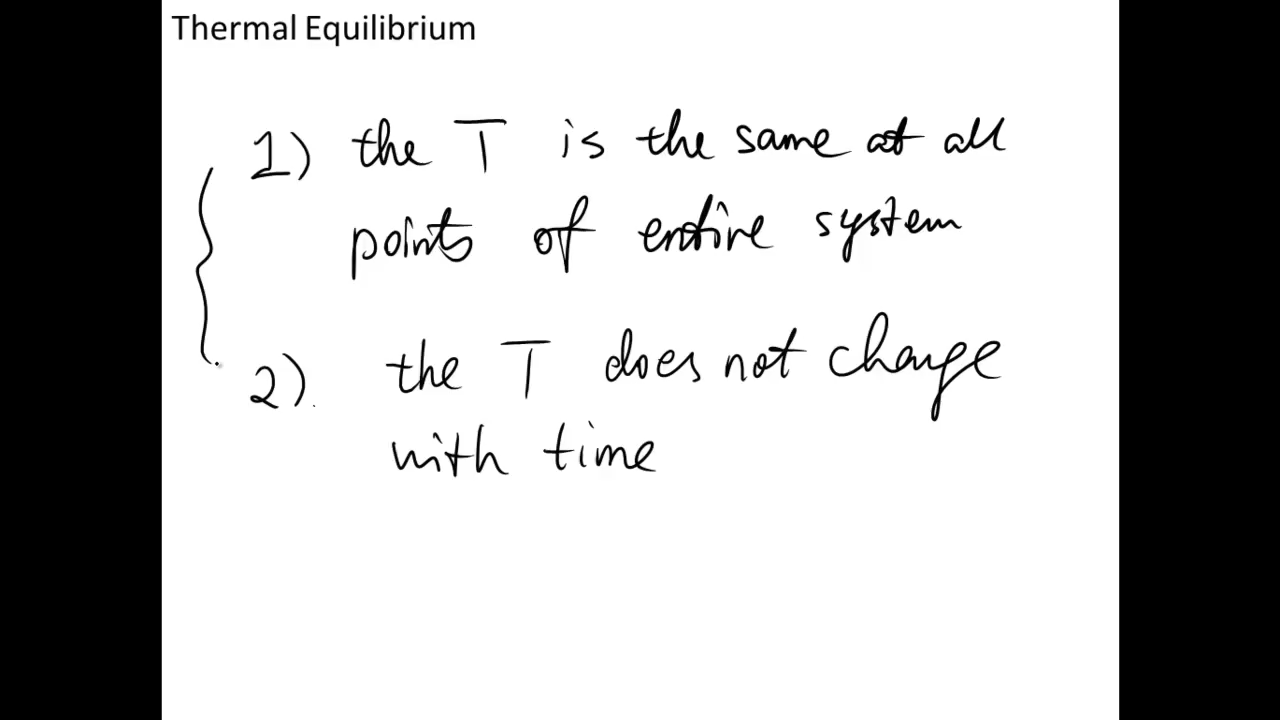 Thermal Equilibrium
1) the T is the same at all
points of entire system
2). the T does not change
with time